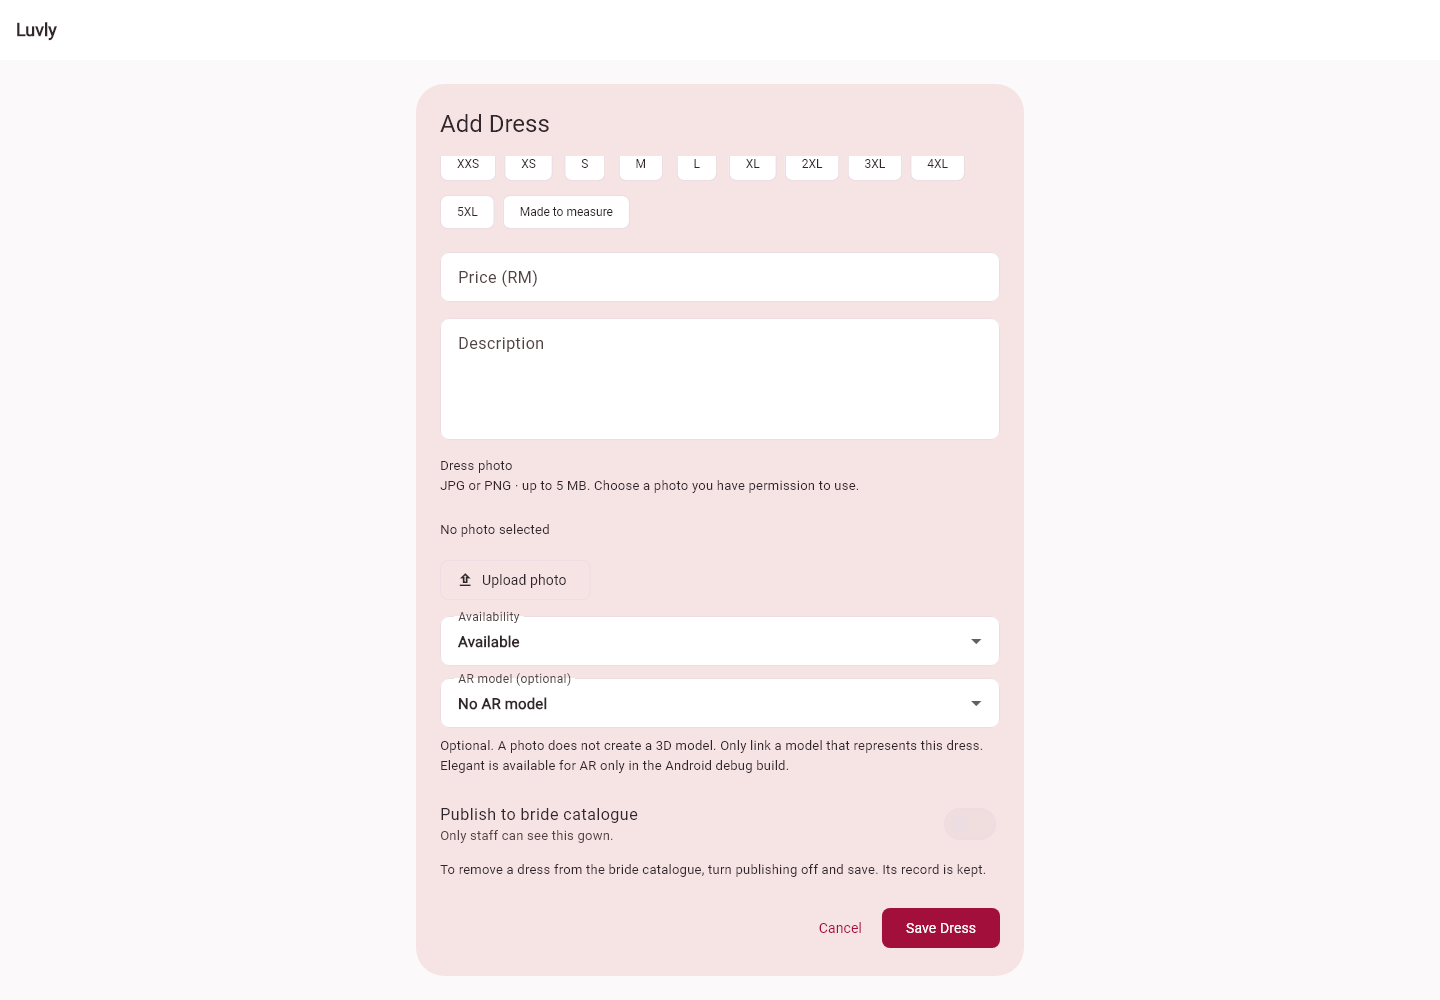 Luvly
Add Dress
XXS XS S M L XL 2XL 3XL 4XL
5XL Made to measure
Price (RM)
Description
Dress photo
JPG or PNG · up to 5 MB. Choose a photo you have permission to use.
No photo selected
Upload photo
Availability
Available
AR model (optional)
No AR model
Optional. A photo does not create a 3D model. Only link a model that represents this dress.
Elegant is available for AR only in the Android debug build.
Publish to bride catalogue
Only staff can see this gown.
To remove a dress from the bride catalogue, turn publishing off and save. Its record is kept.
Cancel Save Dress